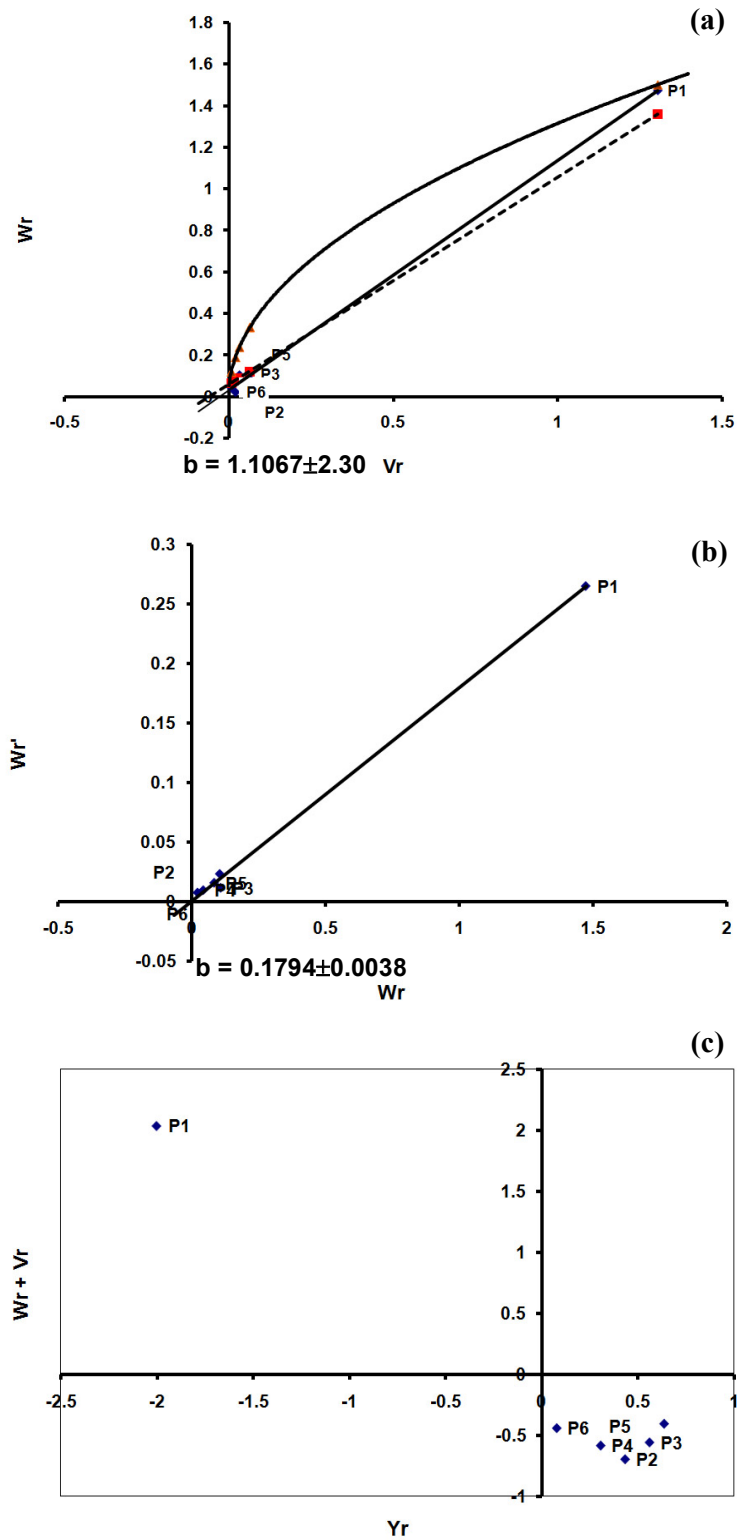 (a)
1.8
1.6
P1
1.4
1.2
1
Wr
0.8
0.6
0.4
P5
0.2
P3
P6
0
P2
-0.5
0
0.5
1
1.5
-0.2
b = 1.1067±2.30 Vr
(b)
0.3
P1
0.25
0.2
Wr'
0.15
0.1
0.05
P2
P5
P4 P3
0
P6
-0.5
0
0.5
1
1.5
2
-0.05
b = 0.1794±0.0038
Wr
(c)
2.5
P1
2
1.5
Wr + Vr
1
0.5
0
-2.5
-2
-1.5
-1
-0.5
0
0.5
1
P6
P5
P4
P3
P2
-0.5
-1
Yr